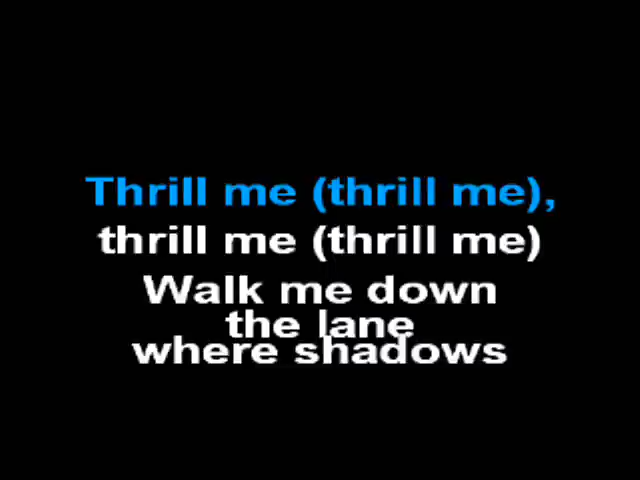 Thrill me (thrill me),
thrill me (thrill me)
Walk me down
the lane
where shadows